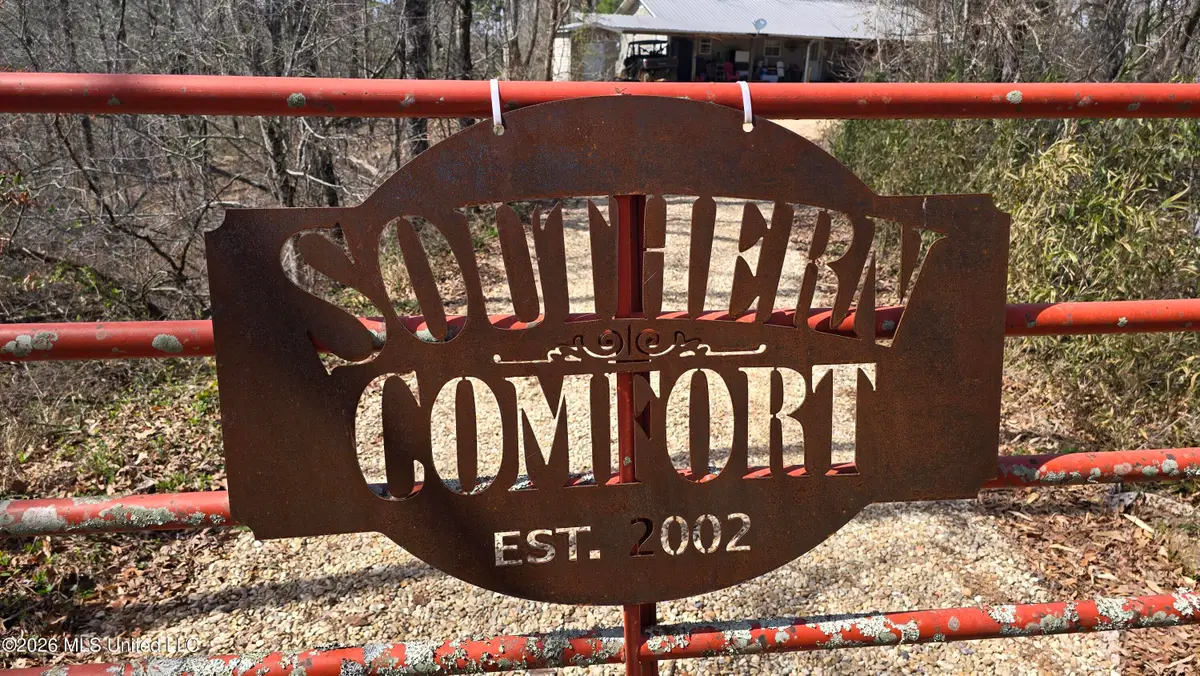 SOUTHERN
COMFORT
EST. 2002
©2026 MLS United LLC